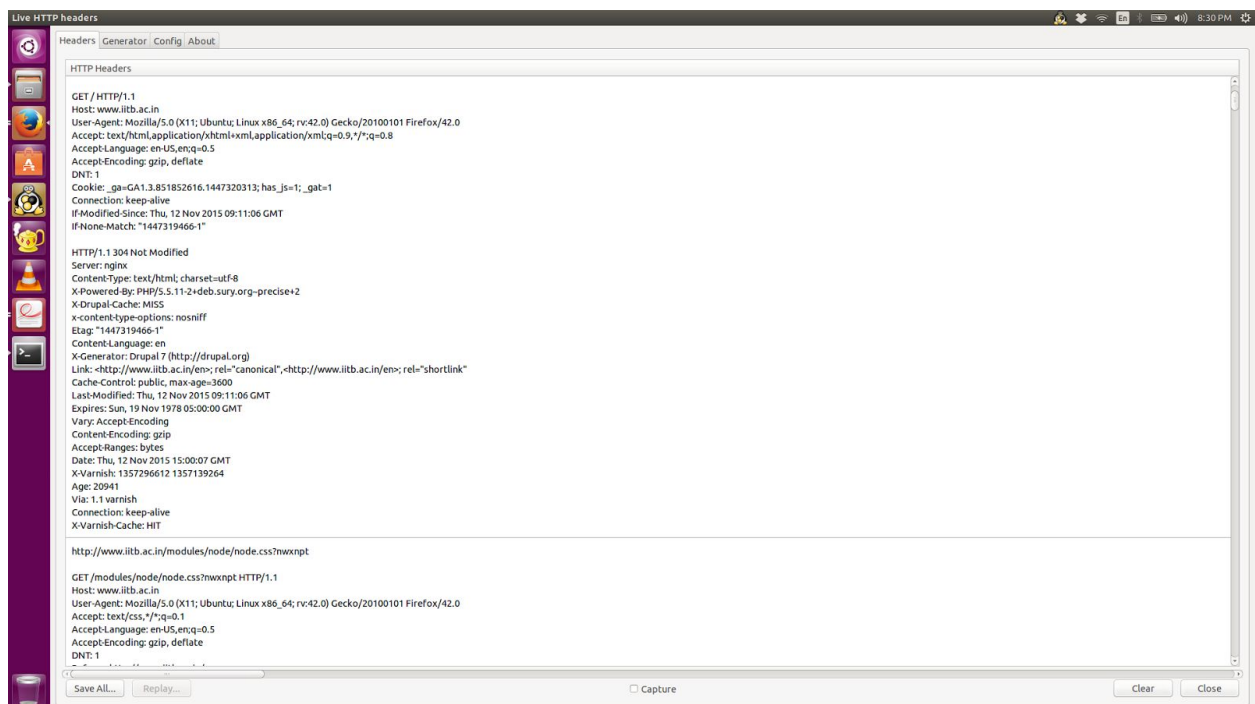 Live HTTP headers
En 8:30 PM
Headers Generator Config About
HTTP Headers
GET / HTTP/1.1
Host: www.iitb.ac.in
User-Agent: Mozilla/5.0 (X11; Ubuntu; Linux x86_64; rv:42.0) Gecko/20100101 Firefox/42.0
Accept: text/html,application/xhtml+xml,application/xml;q=0.9,*/*;q=0.8
Accept-Language: en-US,en;q=0.5
Accept-Encoding: gzip, deflate
DNT: 1
Cookie: _ga=GA1.3.851852616.1447320313; has_js=1; _gat=1
Connection: keep-alive
If-Modified-Since: Thu, 12 Nov 2015 09:11:06 GMT
If-None-Match: "1447319466-1"
HTTP/1.1 304 Not Modified
Server: nginx
Content-Type: text/html; charset=utf-8
X-Powered-By: PHP/5.5.11-2+deb.sury.org~precise+2
X-Drupal-Cache: MISS
x-content-type-options: nosniff
Etag: "1447319466-1"
Content-Language: en
X-Generator: Drupal 7 (http://drupal.org)
Link: <http://www.iitb.ac.in/en>; rel="canonical",<http://www.iitb.ac.in/en>; rel="shortlink"
Cache-Control: public, max-age=3600
Last-Modified: Thu, 12 Nov 2015 09:11:06 GMT
Expires: Sun, 19 Nov 1978 05:00:00 GMT
Vary: Accept-Encoding
Content-Encoding: gzip
Accept-Ranges: bytes
Date: Thu, 12 Nov 2015 15:00:07 GMT
X-Varnish: 1357296612 1357139264
Age: 20941
Via: 1.1 varnish
Connection: keep-alive
X-Varnish-Cache: HIT
http://www.iitb.ac.in/modules/node/node.css?nwxnpt
GET /modules/node/node.css?nwxnpt HTTP/1.1
Host: www.iitb.ac.in
User-Agent: Mozilla/5.0 (X11; Ubuntu; Linux x86_64; rv:42.0) Gecko/20100101 Firefox/42.0
Accept: text/css,*/*;q=0.1
Accept-Language: en-US,en;q=0.5
Accept-Encoding: gzip, deflate
DNT: 1
Save All... Replay... Capture Clear Close